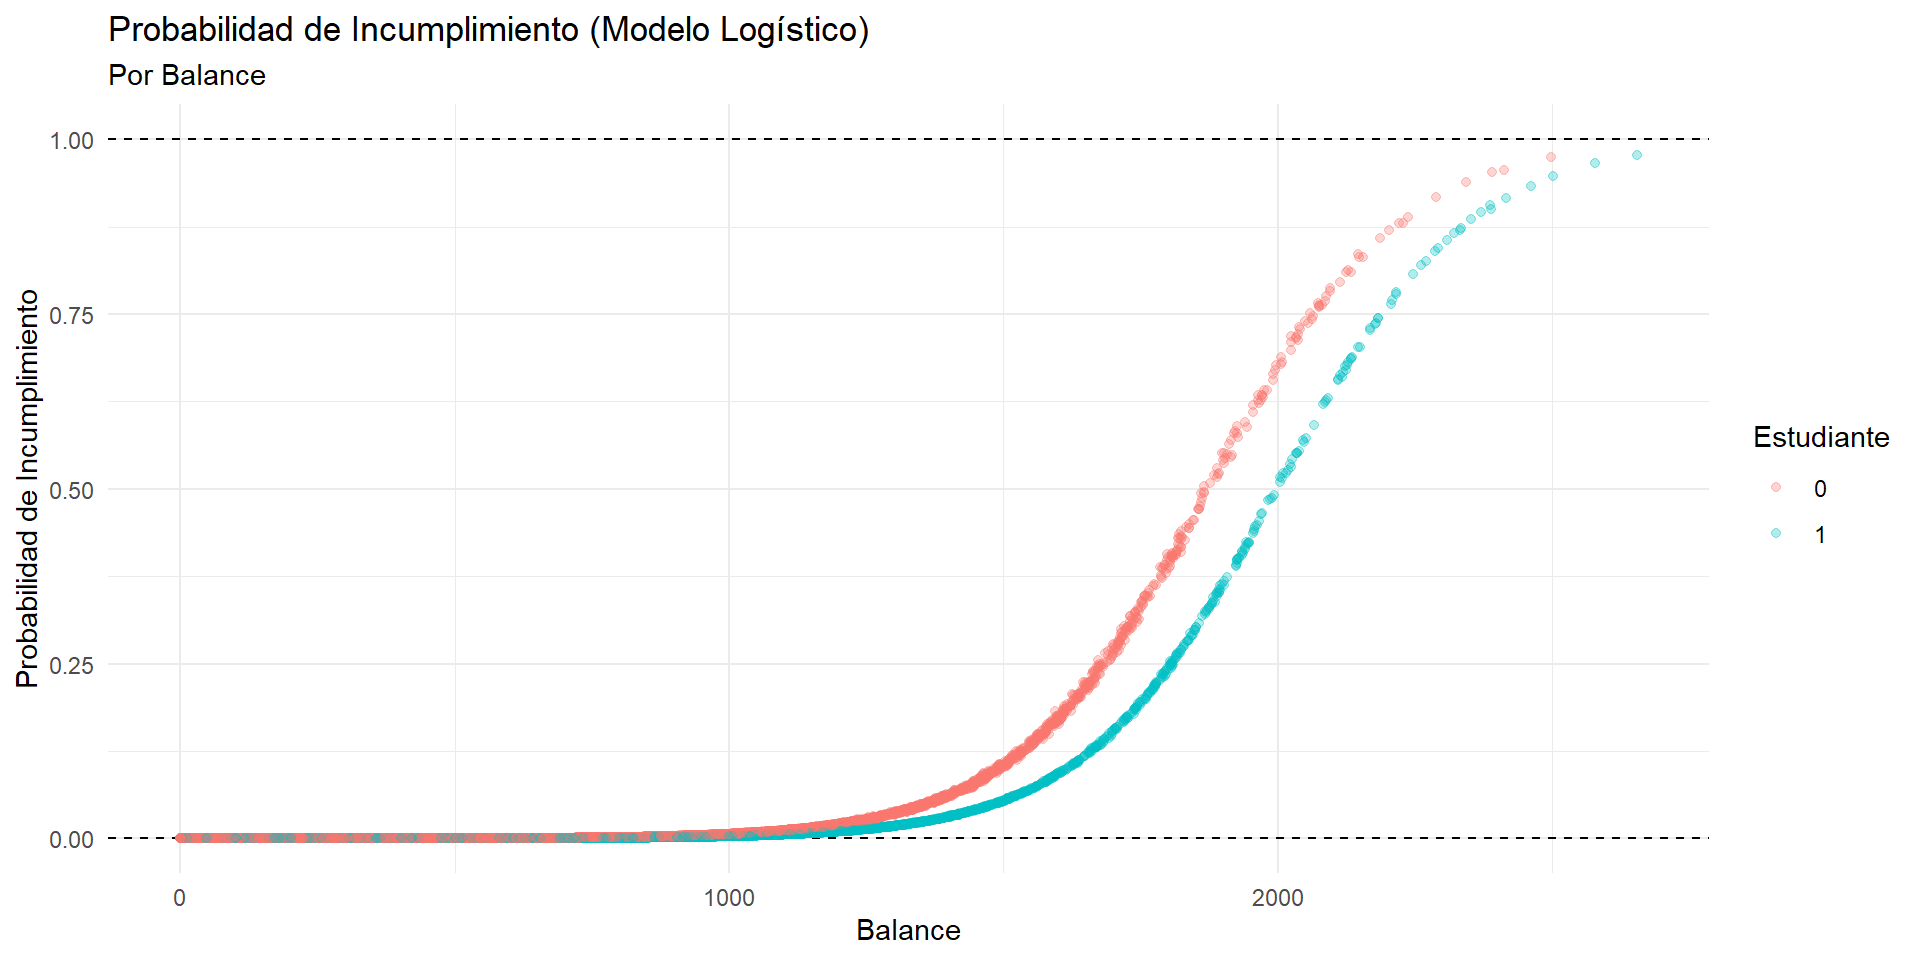 Probabilidad de Incumplimiento (Modelo Logístico)
Por Balance
1.00
0.75
0.50
0.25
0.00
Probabilidad de Incumplimiento
0
1000
2000
Balance
Estudiante
0
1